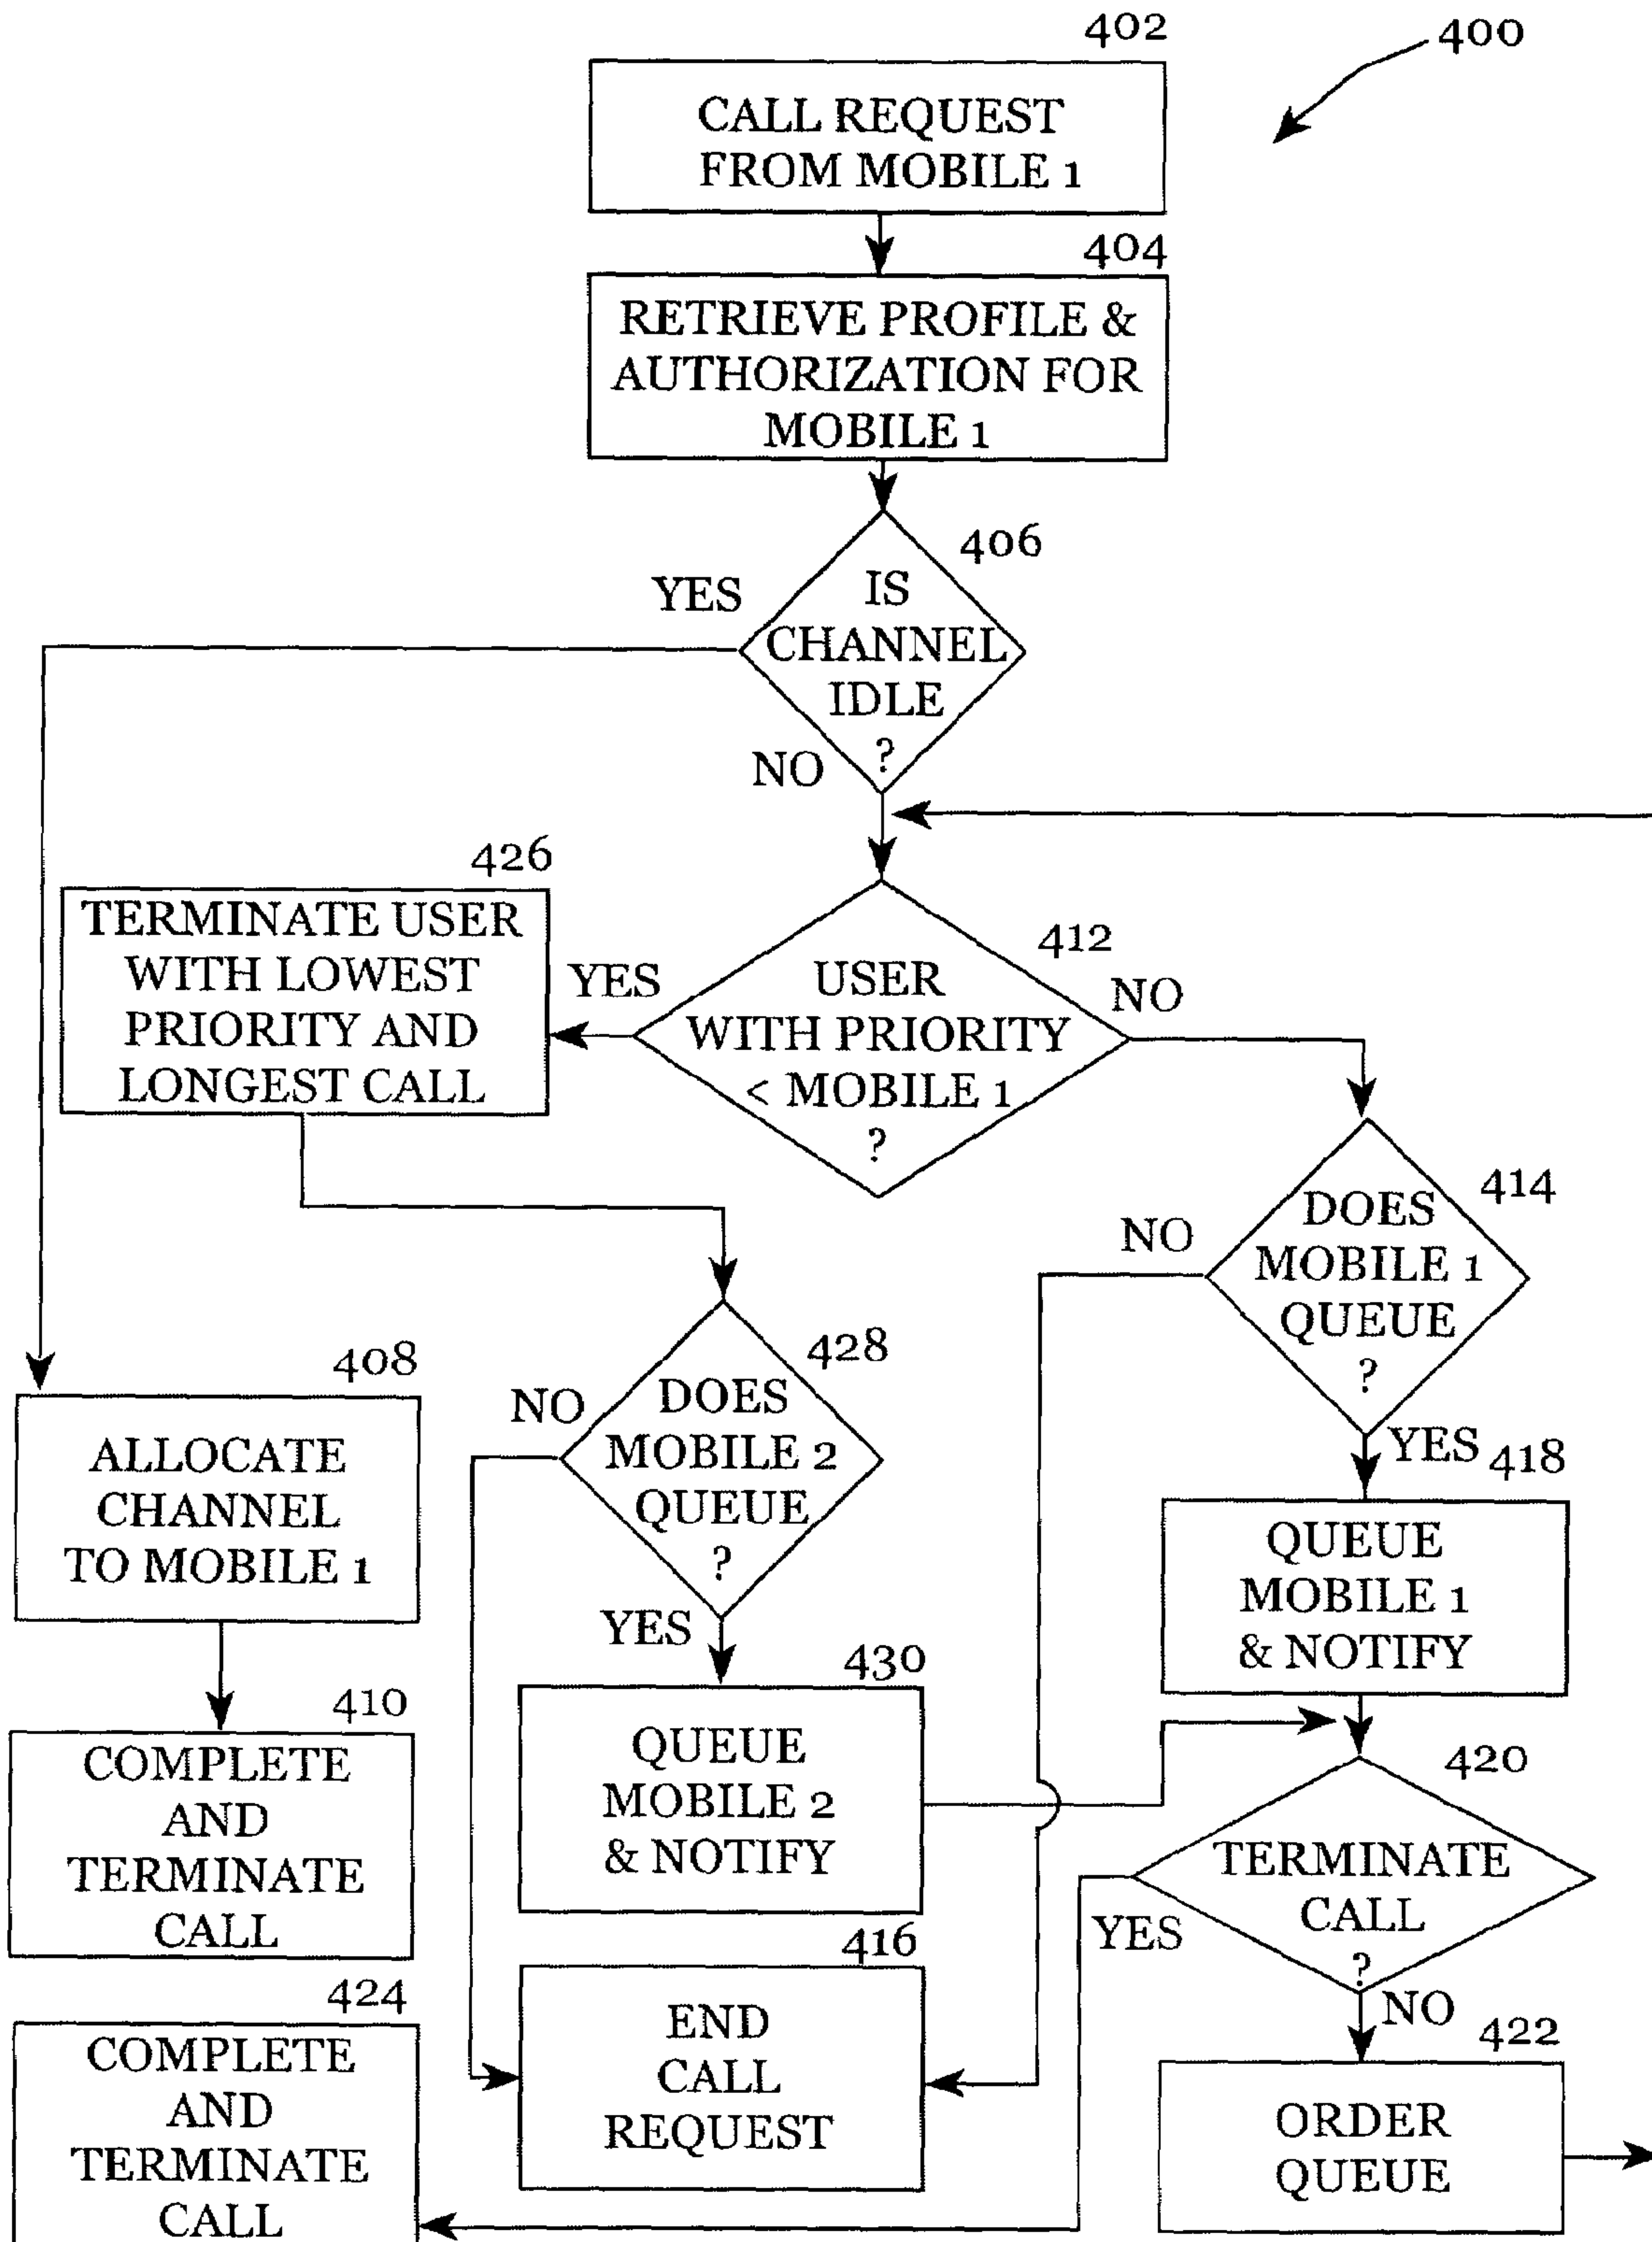 400
402
CALL REQUEST
FROM MOBILE 1
404
RETRIEVE PROFILE &
AUTHORIZATION FOR
MOBILE 1
406
YES
IS
CHANNEL
IDLE
?
NO
426
TERMINATE USER
WITH LOWEST
PRIORITY AND
LONGEST CALL
YES
412
USER
WITH PRIORITY
< MOBILE 1
?
NO
414
DOES
MOBILE 1
QUEUE
?
NO
YES
428
DOES
MOBILE 2
QUEUE
?
NO
YES
408
ALLOCATE
CHANNEL
TO MOBILE 1
418
QUEUE
MOBILE 1
& NOTIFY
430
QUEUE
MOBILE 2
& NOTIFY
410
COMPLETE
AND
TERMINATE
CALL
420
TERMINATE
CALL
?
YES
NO
416
END
CALL
REQUEST
424
COMPLETE
AND
TERMINATE
CALL
422
ORDER
QUEUE